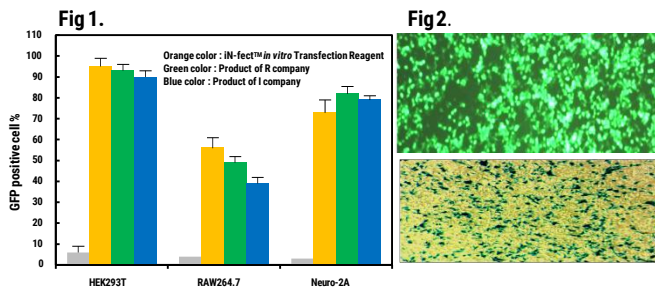 Fig 1.
Fig 2.
GFP positive cell %
110
100
90
80
70
60
50
40
30
20
10
0
Orange color : iN-fect™ in vitro Transfection Reagent
Green color : Product of R company
Blue color : Product of I company
HEK293T
RAW264.7
Neuro-2A